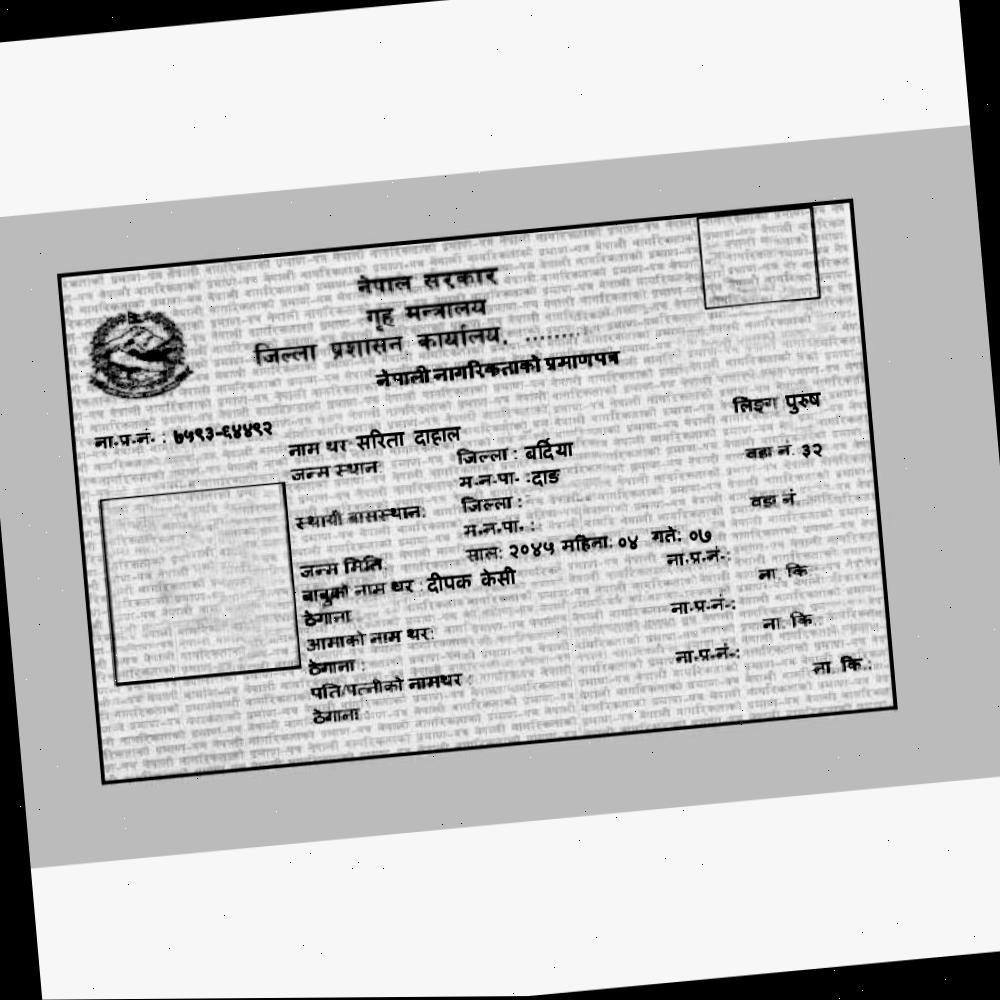 नेपाल सरकार
गृह मन्त्रालय
जिल्ला प्रशासन कार्यालय, ........
नेपाली नागरिकताको प्रमाणपत्र
ना.प्र.नं. : ७५९३-६४४९२
लिङ्ग पुरुष
नाम थर सरिता दाहाल
जन्म स्थान: जिल्ला : बर्दिया
म.न.पा. :दाङ वडा नं. ३२
स्थायी बासस्थान: जिल्ला :
म.न.पा. : वडा नं.
जन्म मिति: साल: २०४५ महिना: ०४ गते: ०७
बाबुको नाम थर : दीपक केसी ना.प्र.नं-:
ठेगाना ना. कि.
आमाको नाम थर: ना.प्र.नं-:
ठेगाना : ना. कि.
पति/पत्नीको नामथर : ना.प्र.नं-:
ठेगाना ना. कि.: